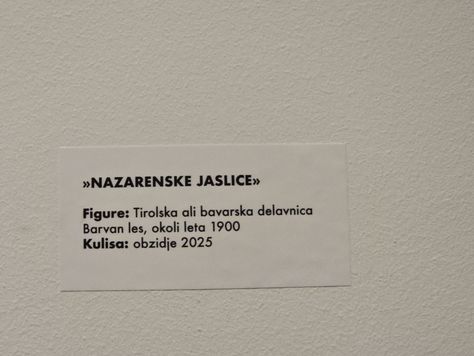 »NAZARENSKE JASLICE»
Figure: Tirolska ali bavarska delavnica
Barvan les, okoli leta 1900
Kulisa: obzidje 2025